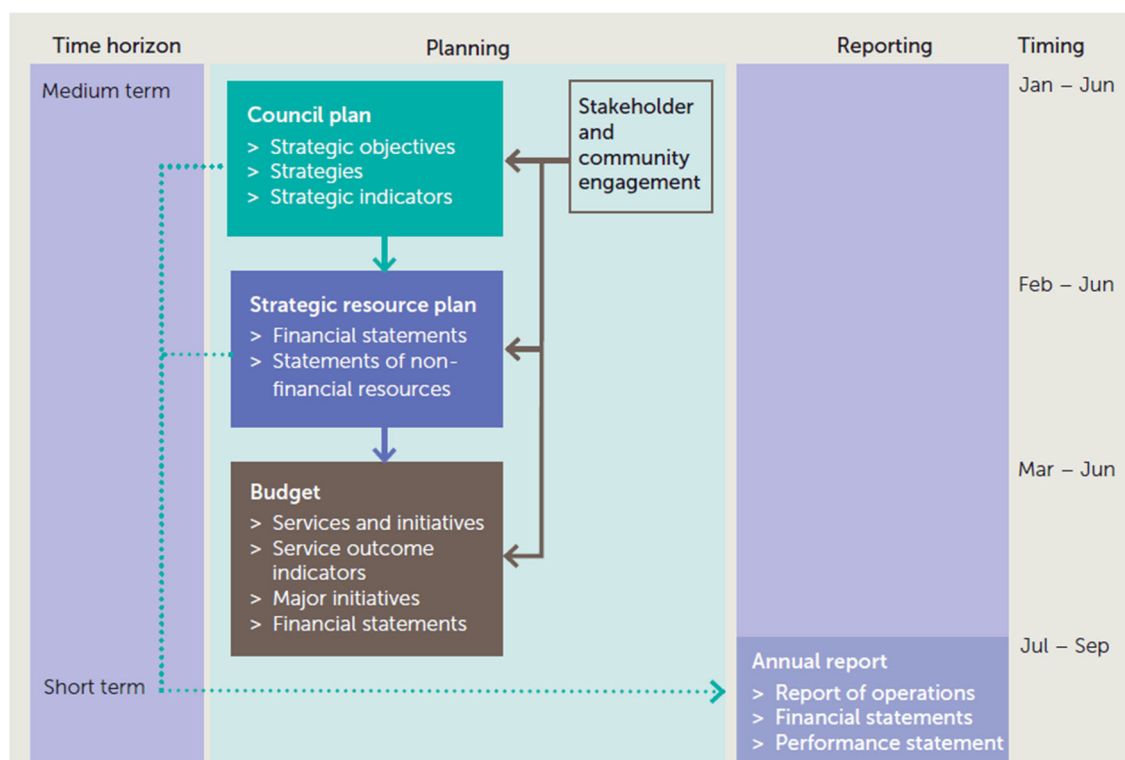 Time horizon
Planning
Reporting
Timing
Medium term
Council plan
> Strategic objectives
> Strategies
> Strategic indicators
Stakeholder
and
community
engagement
Jan – Jun
Strategic resource plan
> Financial statements
> Statements of non-
financial resources
Feb – Jun
Budget
> Services and initiatives
> Service outcome
indicators
> Major initiatives
> Financial statements
Mar – Jun
Short term
Annual report
> Report of operations
> Financial statements
> Performance statement
Jul – Sep